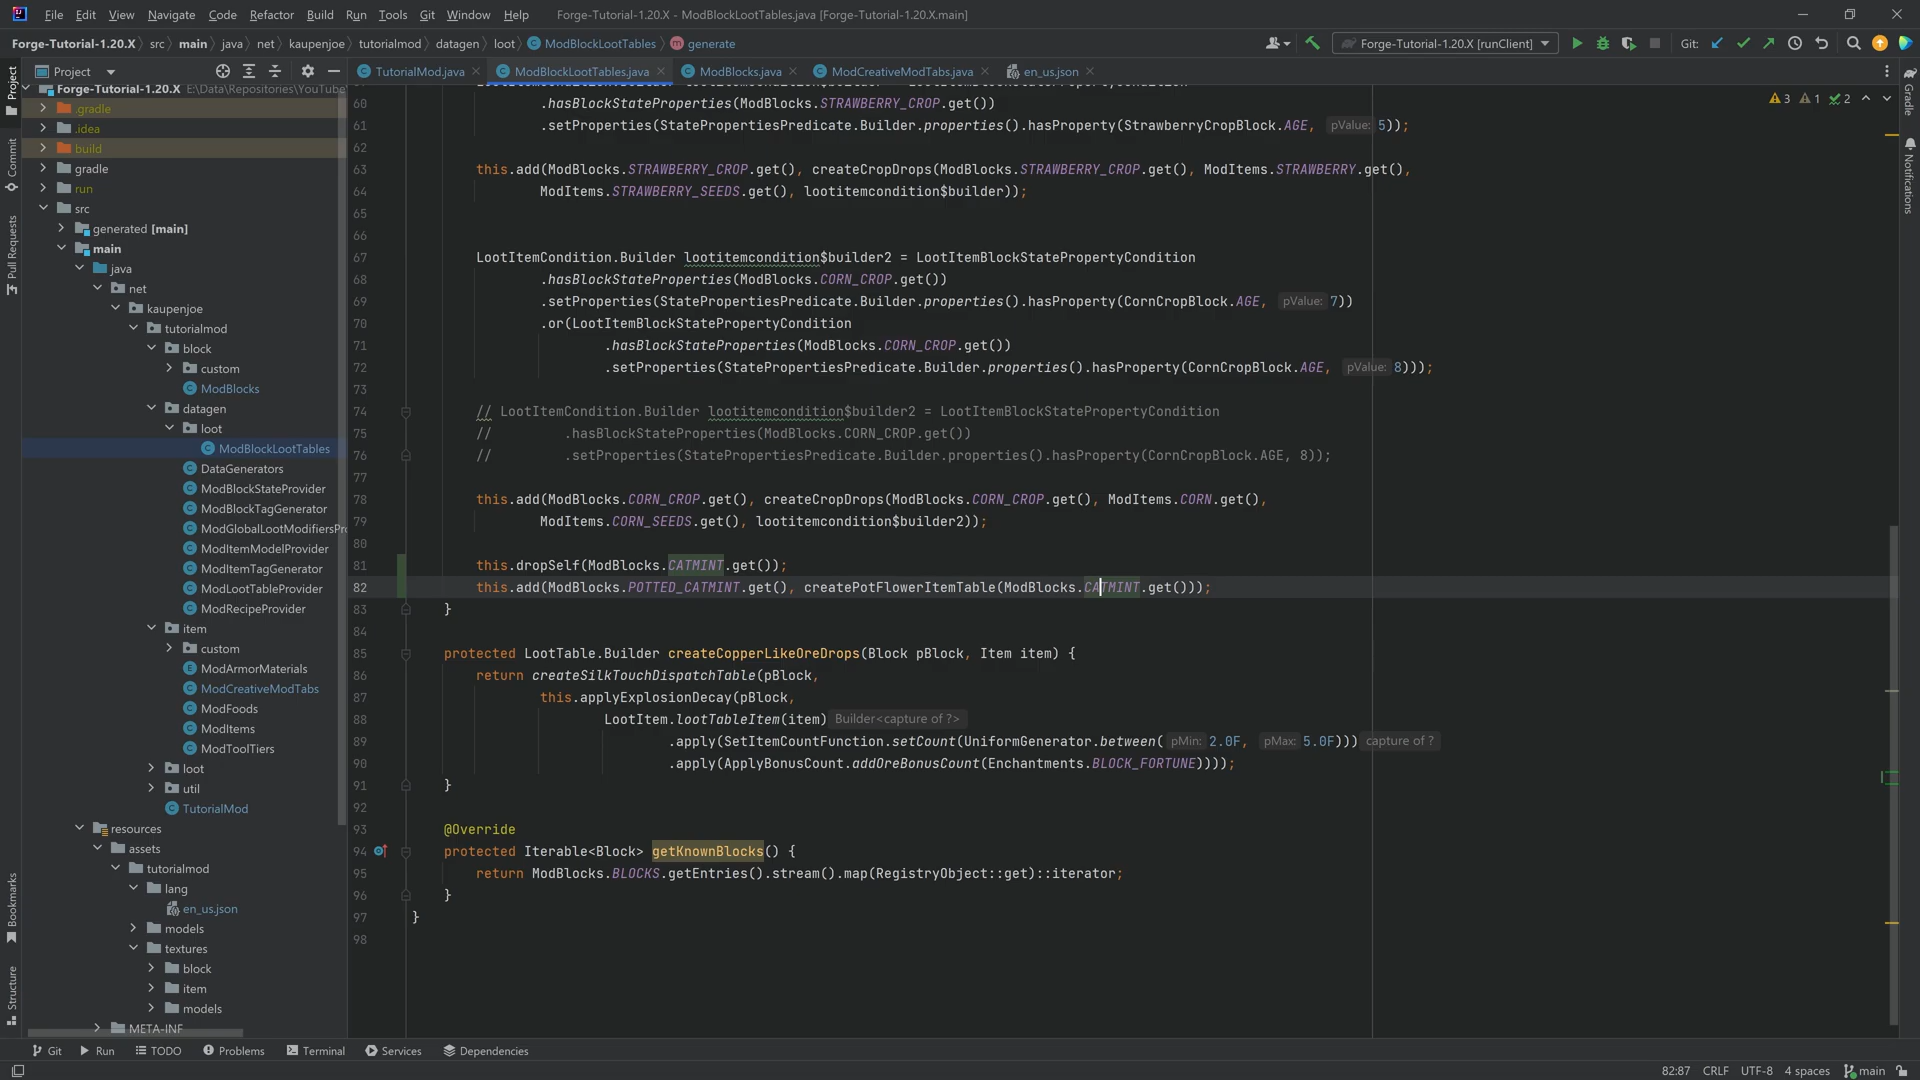 File Edit View Navigate Code Refactor Build Run Tools Git Window Help Forge-Tutorial-1.20.X - ModBlockLootTables.java [Forge-Tutorial-1.20.X.main]
Forge-Tutorial-1.20.X src main java net kaupenjoe tutorialmod datagen loot ModBlockLootTables generate Forge-Tutorial-1.20.X [runClient] Git:
Project TutorialMod.java ModBlockLootTables.java ModBlocks.java ModCreativeModTabs.java en_us.json
Forge-Tutorial-1.20.X E:\Data\Repositories\YouTube
.gradle
.idea
build
gradle
run
src
generated [main]
main
java
net
kaupenjoe
tutorialmod
block
custom
ModBlocks
datagen
loot
ModBlockLootTables
DataGenerators
ModBlockStateProvider
ModBlockTagGenerator
ModGlobalLootModifiersPro
ModItemModelProvider
ModItemTagGenerator
ModLootTableProvider
ModRecipeProvider
item
custom
ModArmorMaterials
ModCreativeModTabs
ModFoods
ModItems
ModToolTiers
loot
util
TutorialMod
resources
assets
tutorialmod
lang
en_us.json
models
textures
block
item
models
META-INF
60 .hasBlockStateProperties(ModBlocks.STRAWBERRY_CROP.get())
61 .setProperties(StatePropertiesPredicate.Builder.properties().hasProperty(StrawberryCropBlock.AGE, pValue: 5));
62
63 this.add(ModBlocks.STRAWBERRY_CROP.get(), createCropDrops(ModBlocks.STRAWBERRY_CROP.get(), ModItems.STRAWBERRY.get(),
64 ModItems.STRAWBERRY_SEEDS.get(), lootitemcondition$builder));
65
66
67 LootItemCondition.Builder lootitemcondition$builder2 = LootItemBlockStatePropertyCondition
68 .hasBlockStateProperties(ModBlocks.CORN_CROP.get())
69 .setProperties(StatePropertiesPredicate.Builder.properties().hasProperty(CornCropBlock.AGE, pValue: 7))
70 .or(LootItemBlockStatePropertyCondition
71 .hasBlockStateProperties(ModBlocks.CORN_CROP.get())
72 .setProperties(StatePropertiesPredicate.Builder.properties().hasProperty(CornCropBlock.AGE, pValue: 8)));
73
74 // LootItemCondition.Builder lootitemcondition$builder2 = LootItemBlockStatePropertyCondition
75 // .hasBlockStateProperties(ModBlocks.CORN_CROP.get())
76 // .setProperties(StatePropertiesPredicate.Builder.properties().hasProperty(CornCropBlock.AGE, 8));
77
78 this.add(ModBlocks.CORN_CROP.get(), createCropDrops(ModBlocks.CORN_CROP.get(), ModItems.CORN.get(),
79 ModItems.CORN_SEEDS.get(), lootitemcondition$builder2));
80
81 this.dropSelf(ModBlocks.CATMINT.get());
82 this.add(ModBlocks.POTTED_CATMINT.get(), createPotFlowerItemTable(ModBlocks.CATMINT.get()));
83 }
84
85 protected LootTable.Builder createCopperLikeOreDrops(Block pBlock, Item item) {
86 return createSilkTouchDispatchTable(pBlock,
87 this.applyExplosionDecay(pBlock,
88 LootItem.lootTableItem(item) Builder<capture of ?>
89 .apply(SetItemCountFunction.setCount(UniformGenerator.between( pMin: 2.0F, pMax: 5.0F))) capture of ?
90 .apply(ApplyBonusCount.addOreBonusCount(Enchantments.BLOCK_FORTUNE))));
91 }
92
93 @Override
94 protected Iterable<Block> getKnownBlocks() {
95 return ModBlocks.BLOCKS.getEntries().stream().map(RegistryObject::get)::iterator;
96 }
97 }
98
3 1 2
Project
Commit
Pull Requests
Bookmarks
Structure
Gradle
Notifications
Git Run TODO Problems Terminal Services Dependencies
82:87 CRLF UTF-8 4 spaces main